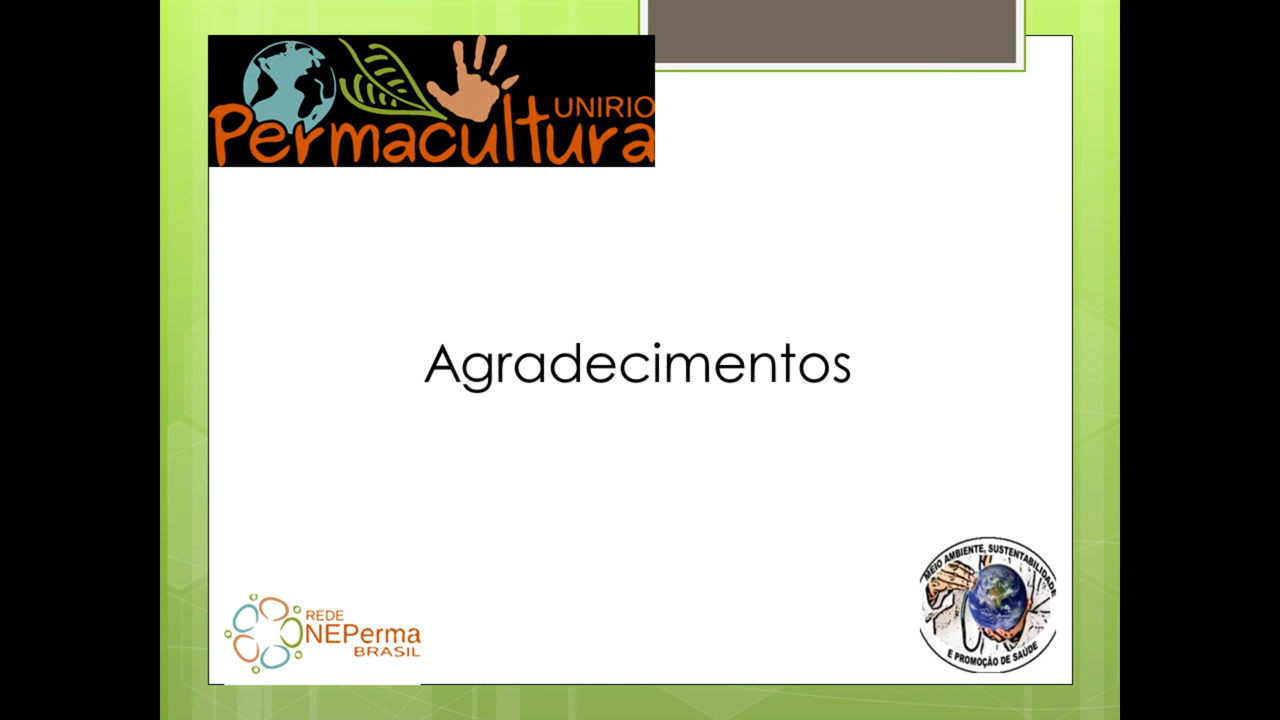 UNIRIO
Permacultura
Agradecimentos
REDE
NEPerma
BRASIL
MEIO AMBIENTE, SUSTENTABILIDADE
E PROMOÇÃO DE SAÚDE